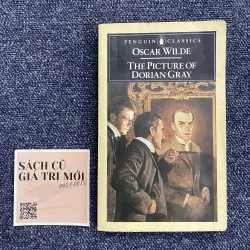 PENGUIN CLASSICS
OSCAR WILDE
THE PICTURE OF
DORIAN GRAY
SÁCH CŨ
GIÁ TRỊ MỚI